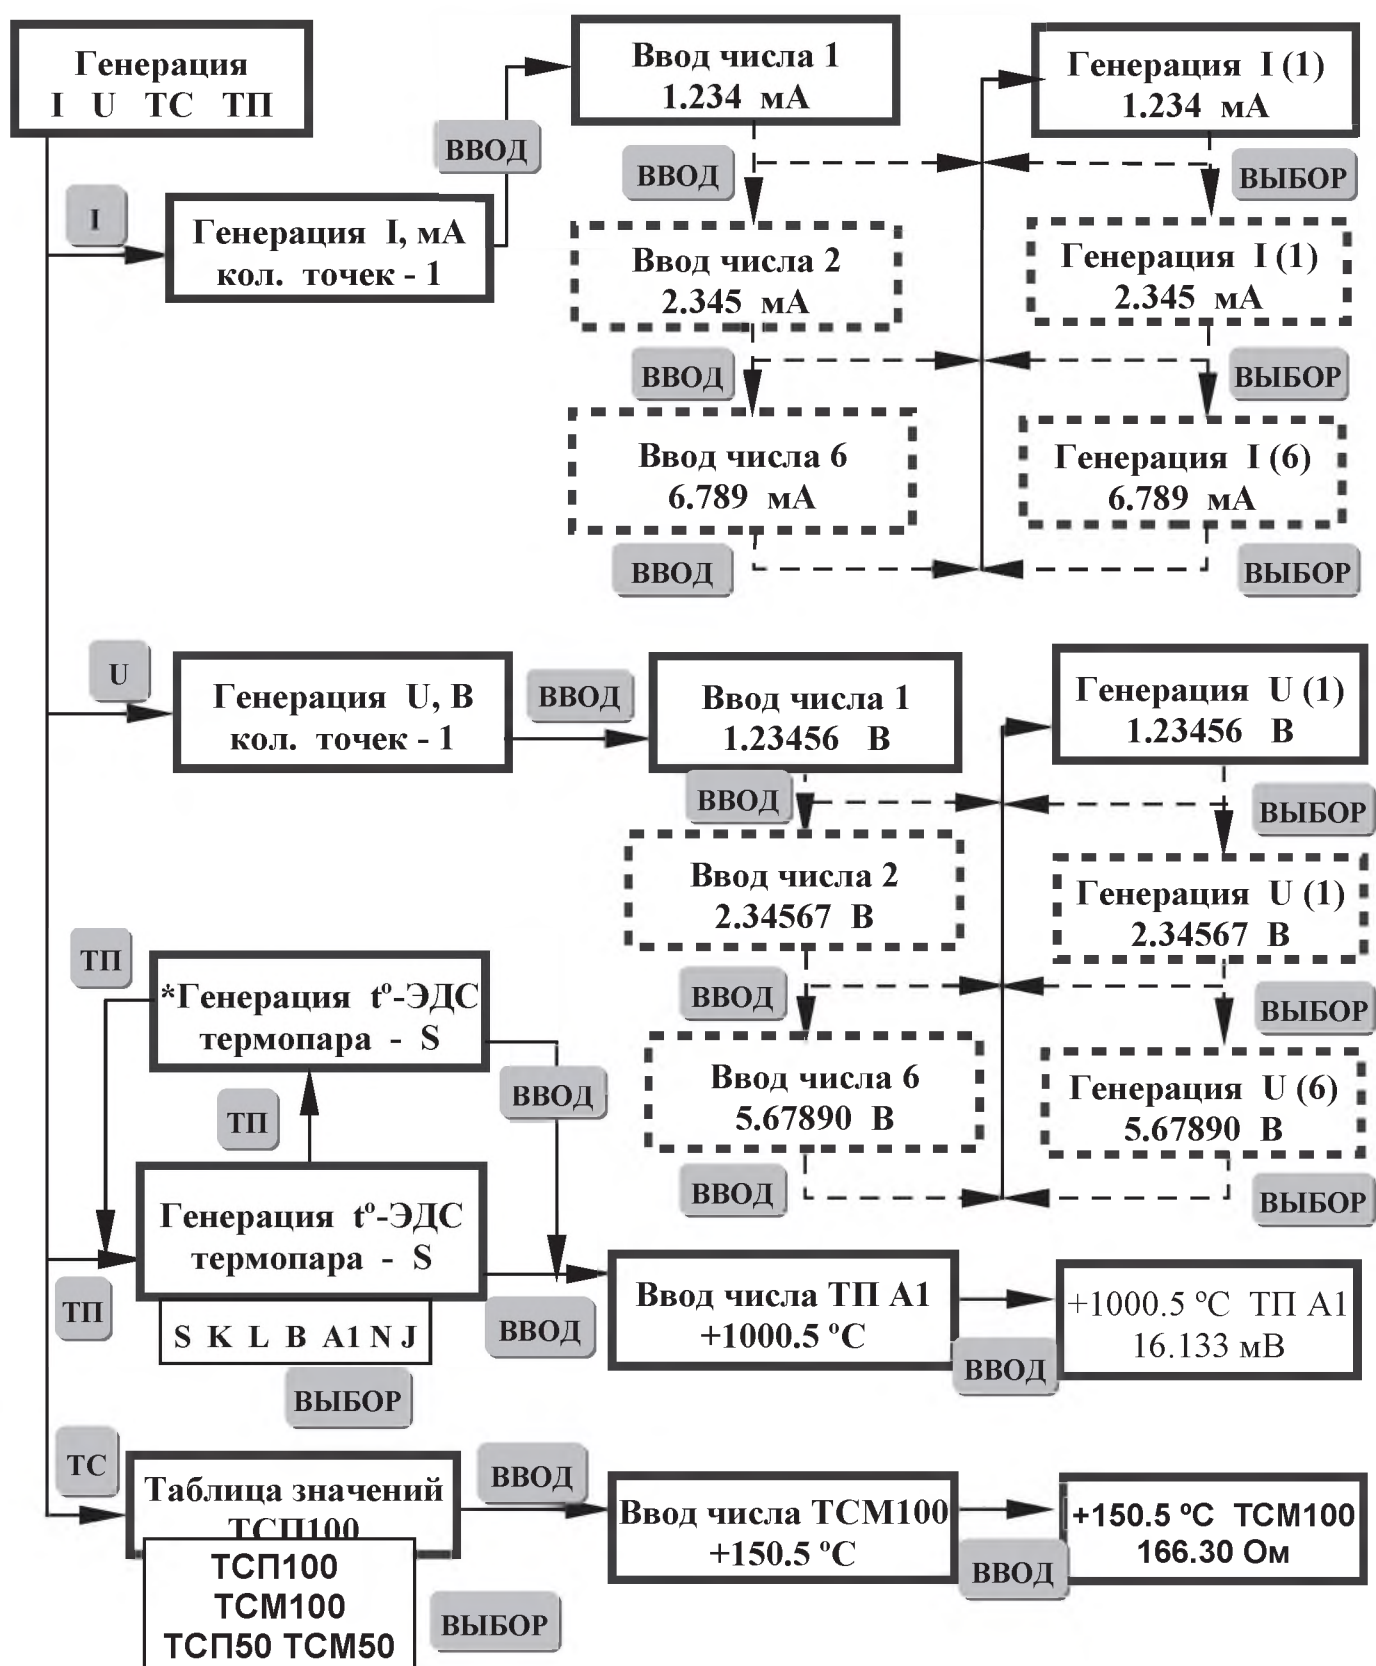 Генерация
I U ТС ТП
I
Генерация I, мА
кол. точек - 1
ВВОД
Ввод числа 1
1.234 мА
Генерация I (1)
1.234 мА
ВВОД
ВЫБОР
Ввод числа 2
2.345 мА
Генерация I (1)
2.345 мА
ВВОД
ВЫБОР
Ввод числа 6
6.789 мА
Генерация I (6)
6.789 мА
ВВОД
ВЫБОР
U
Генерация U, В
кол. точек - 1
ВВОД
Ввод числа 1
1.23456 В
Генерация U (1)
1.23456 В
ВВОД
ВЫБОР
Ввод числа 2
2.34567 В
Генерация U (1)
2.34567 В
ВВОД
ВЫБОР
Ввод числа 6
5.67890 В
Генерация U (6)
5.67890 В
ВВОД
ВЫБОР
ТП
*Генерация tº-ЭДС
термопара - S
ТП
ВВОД
Генерация tº-ЭДС
термопара - S
ТП
S K L B A1 N J
ВЫБОР
ВВОД
Ввод числа ТП А1
+1000.5 ºС
ВВОД
+1000.5 ºС ТП А1
16.133 мВ
ТС
Таблица значений
ТСП100
ТСП100
ТСМ100
ТСП50 ТСМ50
ВЫБОР
ВВОД
Ввод числа ТСМ100
+150.5 ºС
ВВОД
+150.5 ºС ТСМ100
166.30 Ом